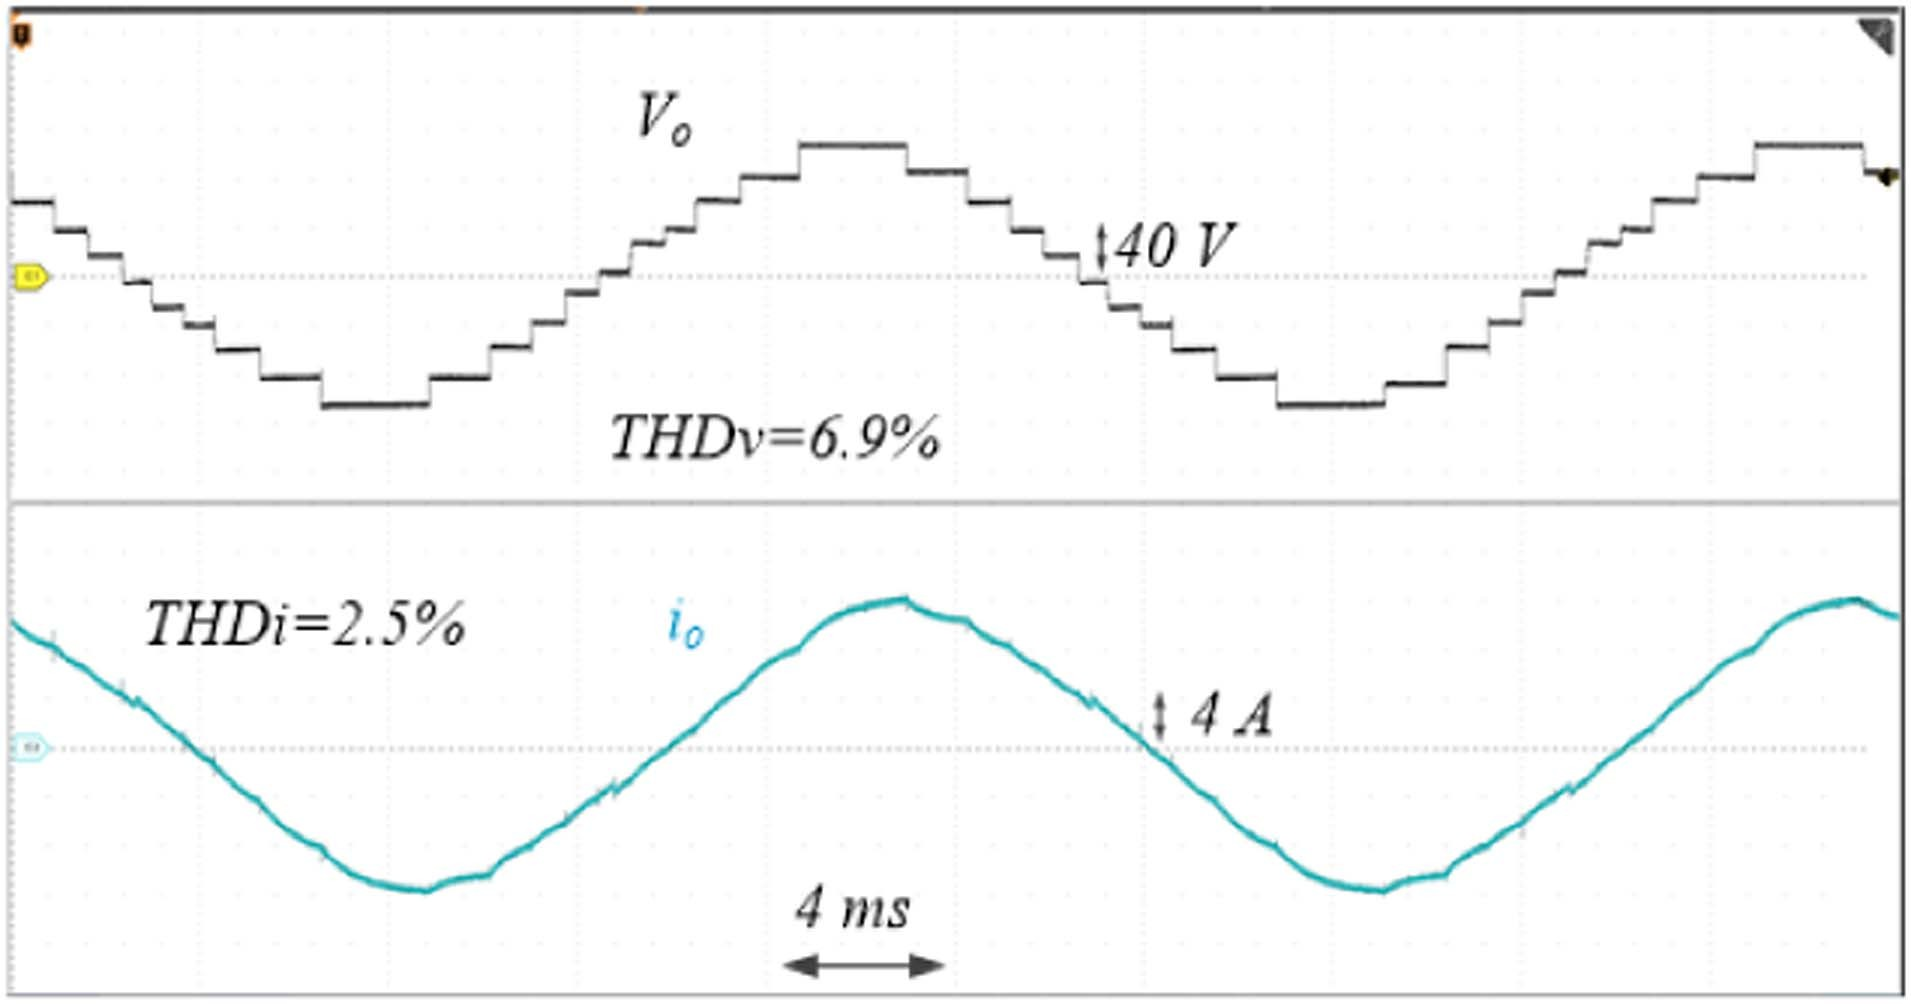 Vo
40 V
THDv=6.9%
THDi=2.5%
io
4 A
4 ms